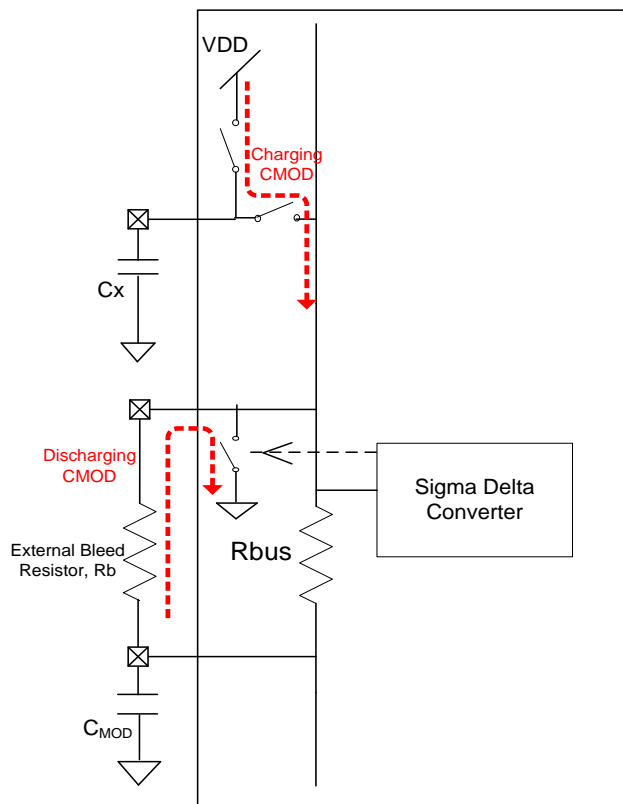 VDD
Charging
CMOD
Cx
Discharging
CMOD
External Bleed
Resistor, Rb
Rbus
Sigma Delta
Converter
CMOD